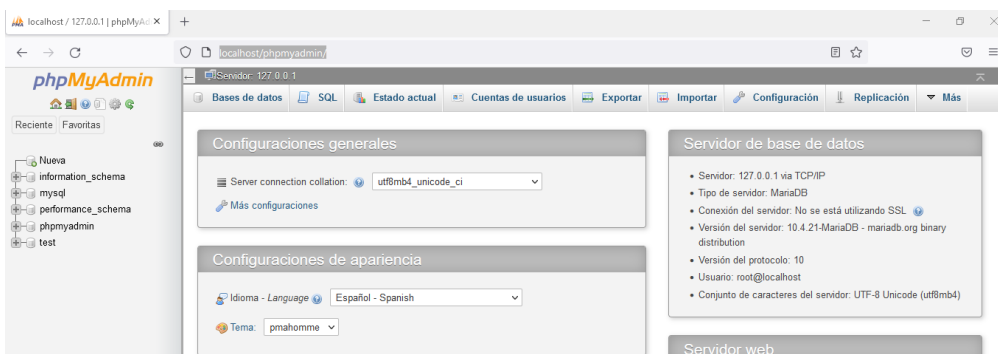 localhost / 127.0.0.1 | phpMyAd
localhost/phpmyadmin/
phpMyAdmin
Reciente Favoritas
Nueva
information_schema
mysql
performance_schema
phpmyadmin
test
Servidor: 127.0.0.1
Bases de datos SQL Estado actual Cuentas de usuarios Exportar Importar Configuración Replicación Más
Configuraciones generales
Server connection collation: utf8mb4_unicode_ci
Más configuraciones
Configuraciones de apariencia
Idioma - Language Español - Spanish
Tema: pmahomme
Servidor de base de datos
• Servidor: 127.0.0.1 via TCP/IP
• Tipo de servidor: MariaDB
• Conexión del servidor: No se está utilizando SSL
• Versión del servidor: 10.4.21-MariaDB - mariadb.org binary
distribution
• Versión del protocolo: 10
• Usuario: root@localhost
• Conjunto de caracteres del servidor: UTF-8 Unicode (utf8mb4)
Servidor web